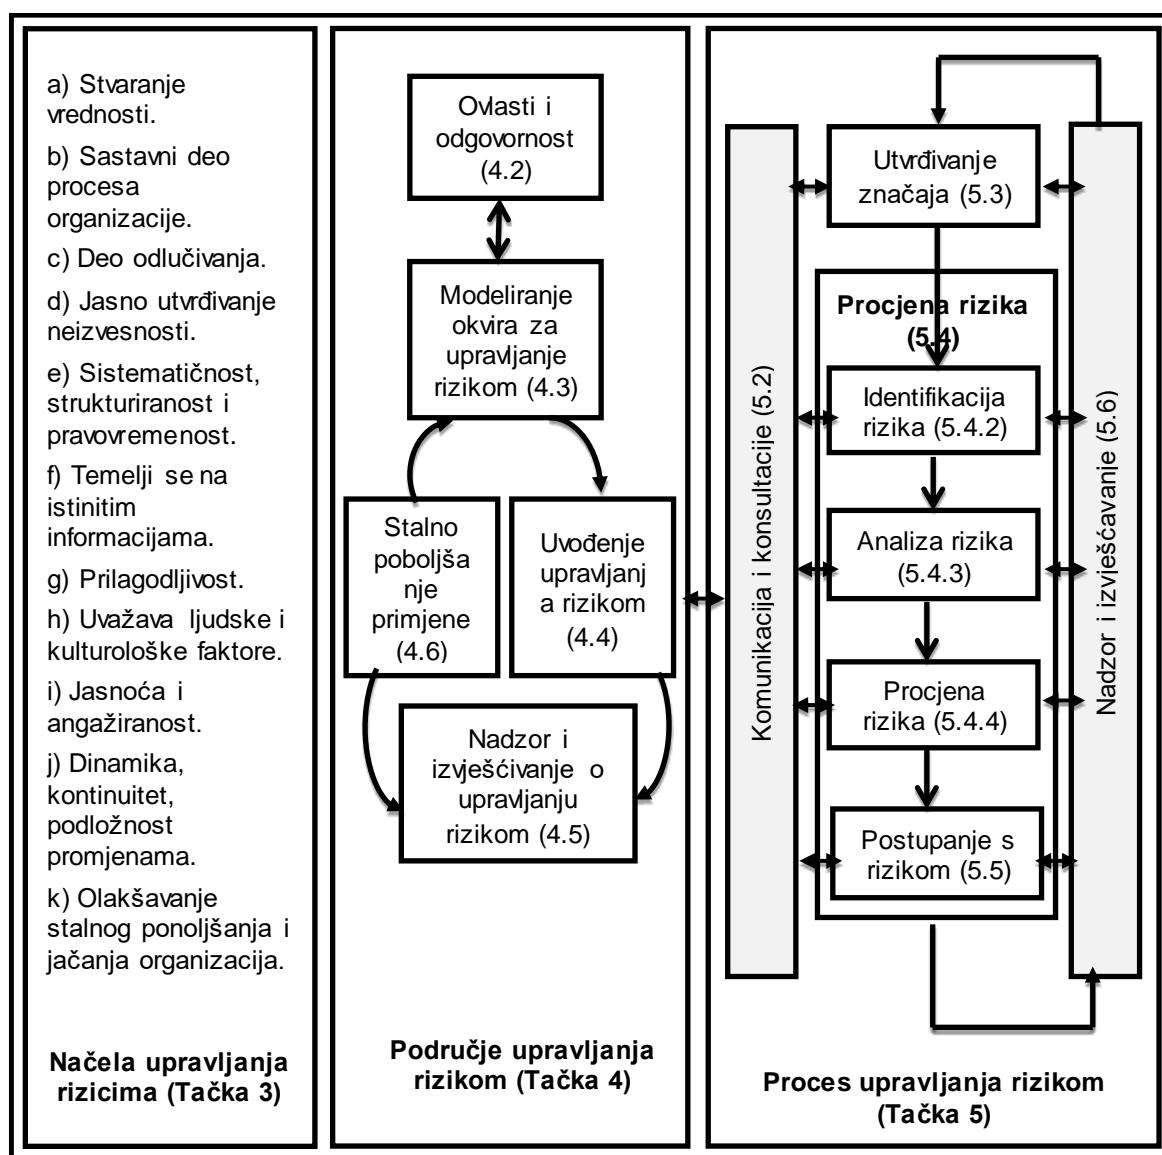 a) Stvaranje
vrednosti.
b) Sastavni deo
procesa
organizacije.
c) Deo odlučivanja.
d) Jasno utvrđivanje
neizvesnosti.
e) Sistematičnost,
strukturiranost i
pravovremenost.
f) Temelji se na
istinitim
informacijama.
g) Prilagodljivost.
h) Uvažava ljudske i
kulturološke faktore.
i) Jasnoća i
angažiranost.
j) Dinamika,
kontinuitet,
podložnost
promjenama.
k) Olakšavanje
stalnog ponoljšanja i
jačanja organizacija.
Načela upravljanja
rizicima (Tačka 3)
Ovlasti i
odgovornost
(4.2)
Modeliranje
okvira za
upravljanje
rizikom (4.3)
Stalno
poboljša
nje
primjene
(4.6)
Uvođenje
upravljanj
a rizikom
(4.4)
Nadzor i
izvješćivanje o
upravljanju
rizikom (4.5)
Područje upravljanja
rizikom (Tačka 4)
Komunikacija i konsultacije (5.2)
Utvrđivanje
značaja (5.3)
Procjena rizika
(5.4)
Identifikacija
rizika (5.4.2)
Analiza rizika
(5.4.3)
Procjena
rizika (5.4.4)
Postupanje s
rizikom (5.5)
Nadzor i izvješćavanje (5.6)
Proces upravljanja rizikom
(Tačka 5)